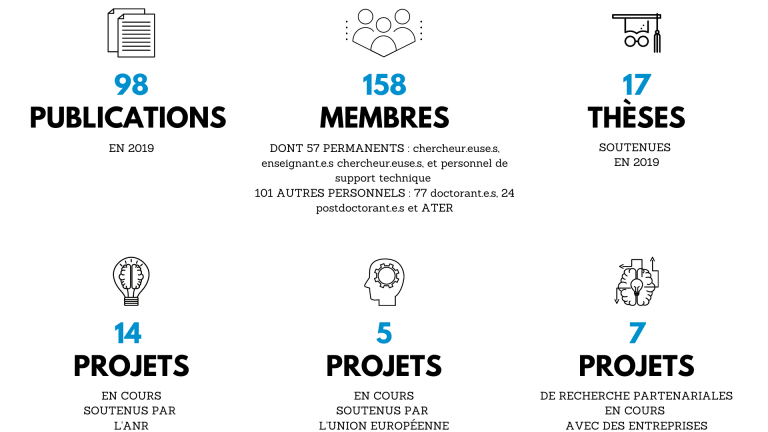 98
PUBLICATIONS
EN 2019
158
MEMBRES
DONT 57 PERMANENTS : chercheur.euse.s,
enseignant.e.s chercheur.euse.s, et personnel de
support technique
101 AUTRES PERSONNELS : 77 doctorant.e.s, 24
postdoctorant.e.s et ATER
17
THÈSES
SOUTENUES
EN 2019
14
PROJETS
EN COURS
SOUTENUS PAR
L'ANR
5
PROJETS
EN COURS
SOUTENUS PAR
L'UNION EUROPÉENNE
7
PROJETS
DE RECHERCHE PARTENARIALES
EN COURS
AVEC DES ENTREPRISES